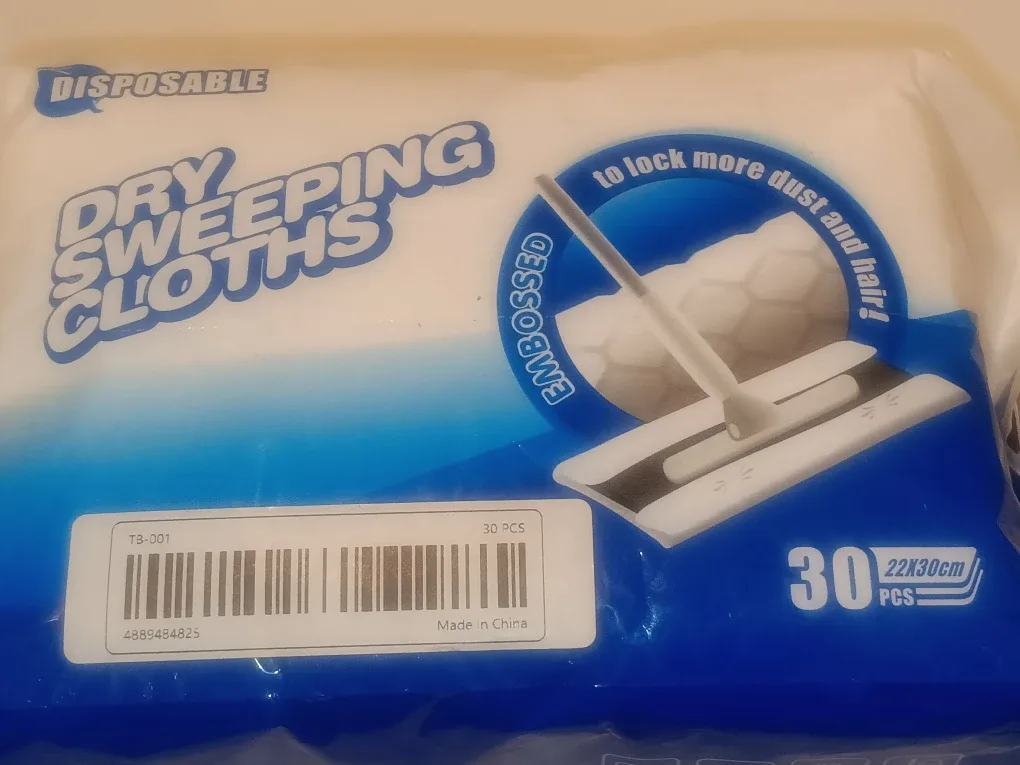 DISPOSABLE
DRY
SWEEPING
CLOTHS
EMBOSSED
to lock more dust and hair!
TB-001
30 PCS
4889484825
Made In China
30
PCS
22X30cm